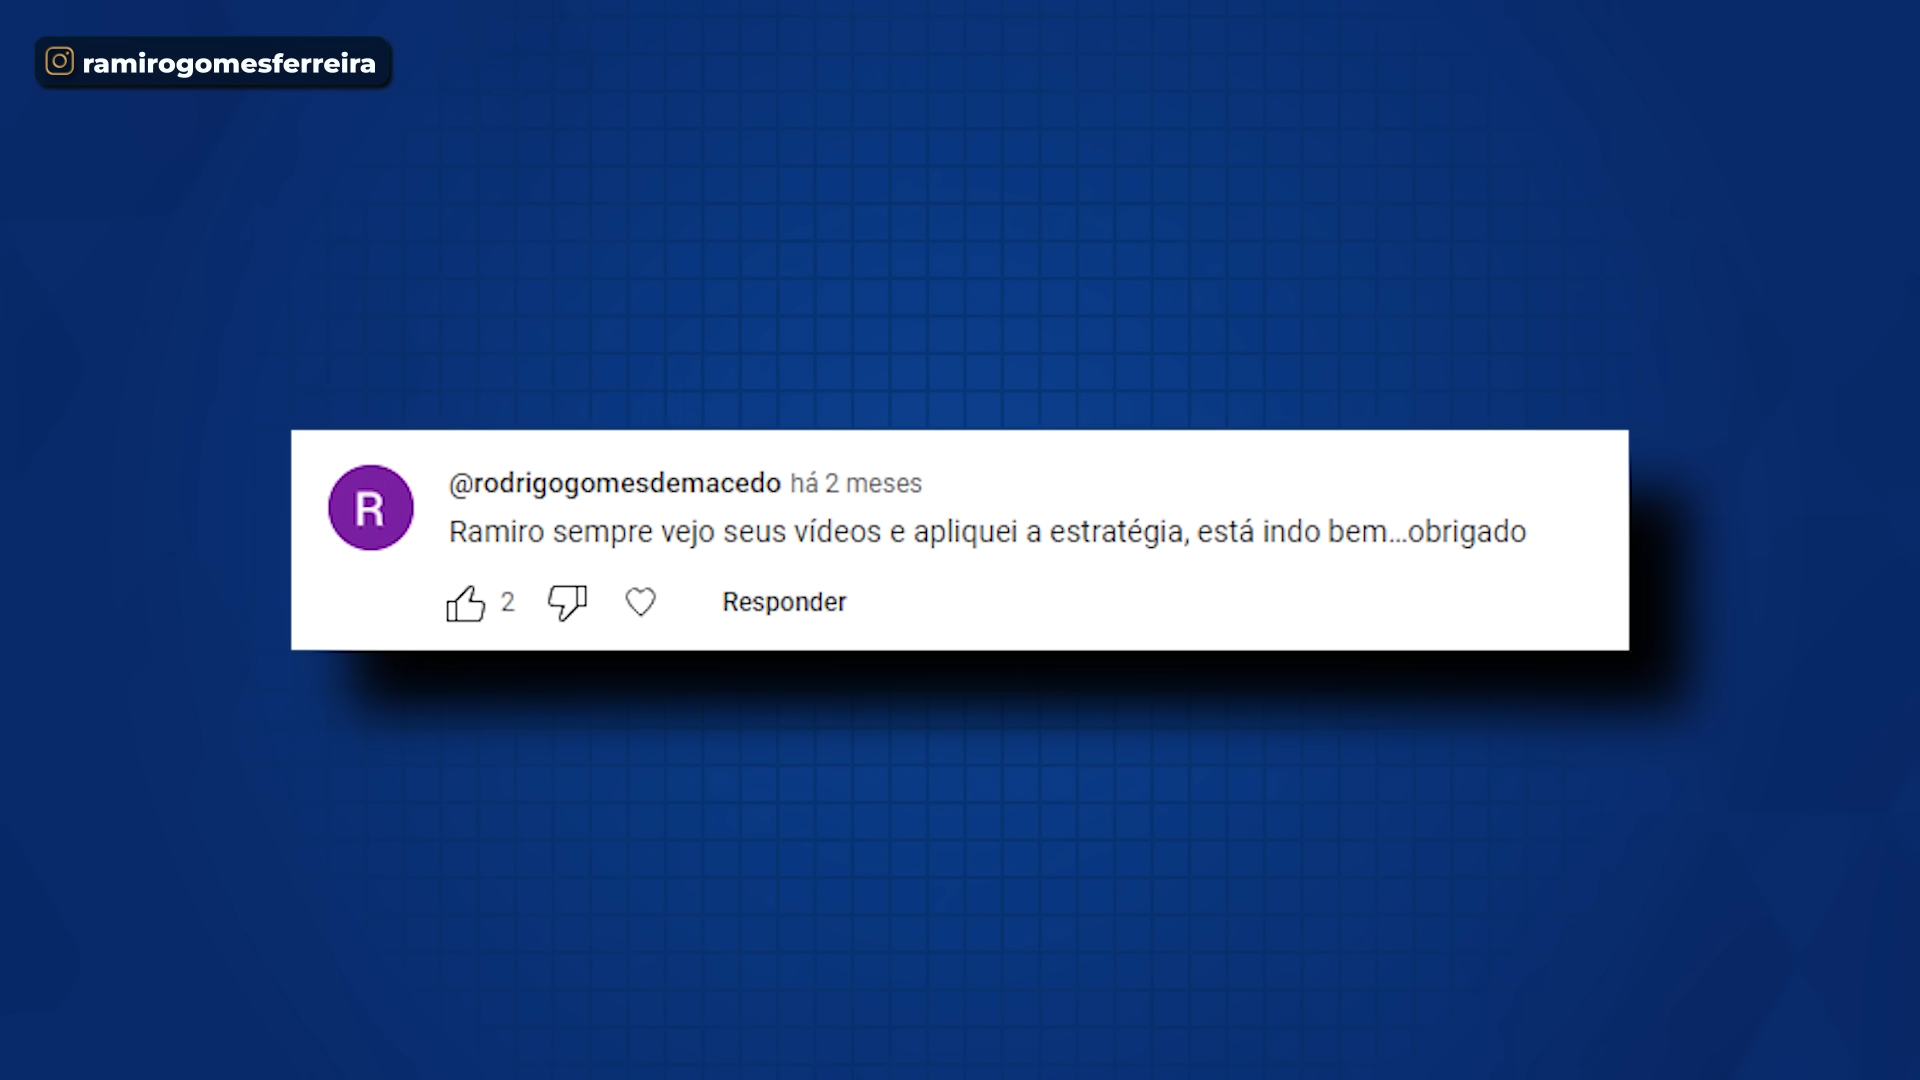 ramirogomesferreira
R
@rodrigogomesdemacedo há 2 meses
Ramiro sempre vejo seus vídeos e apliquei a estratégia, está indo bem...obrigado
2
Responder